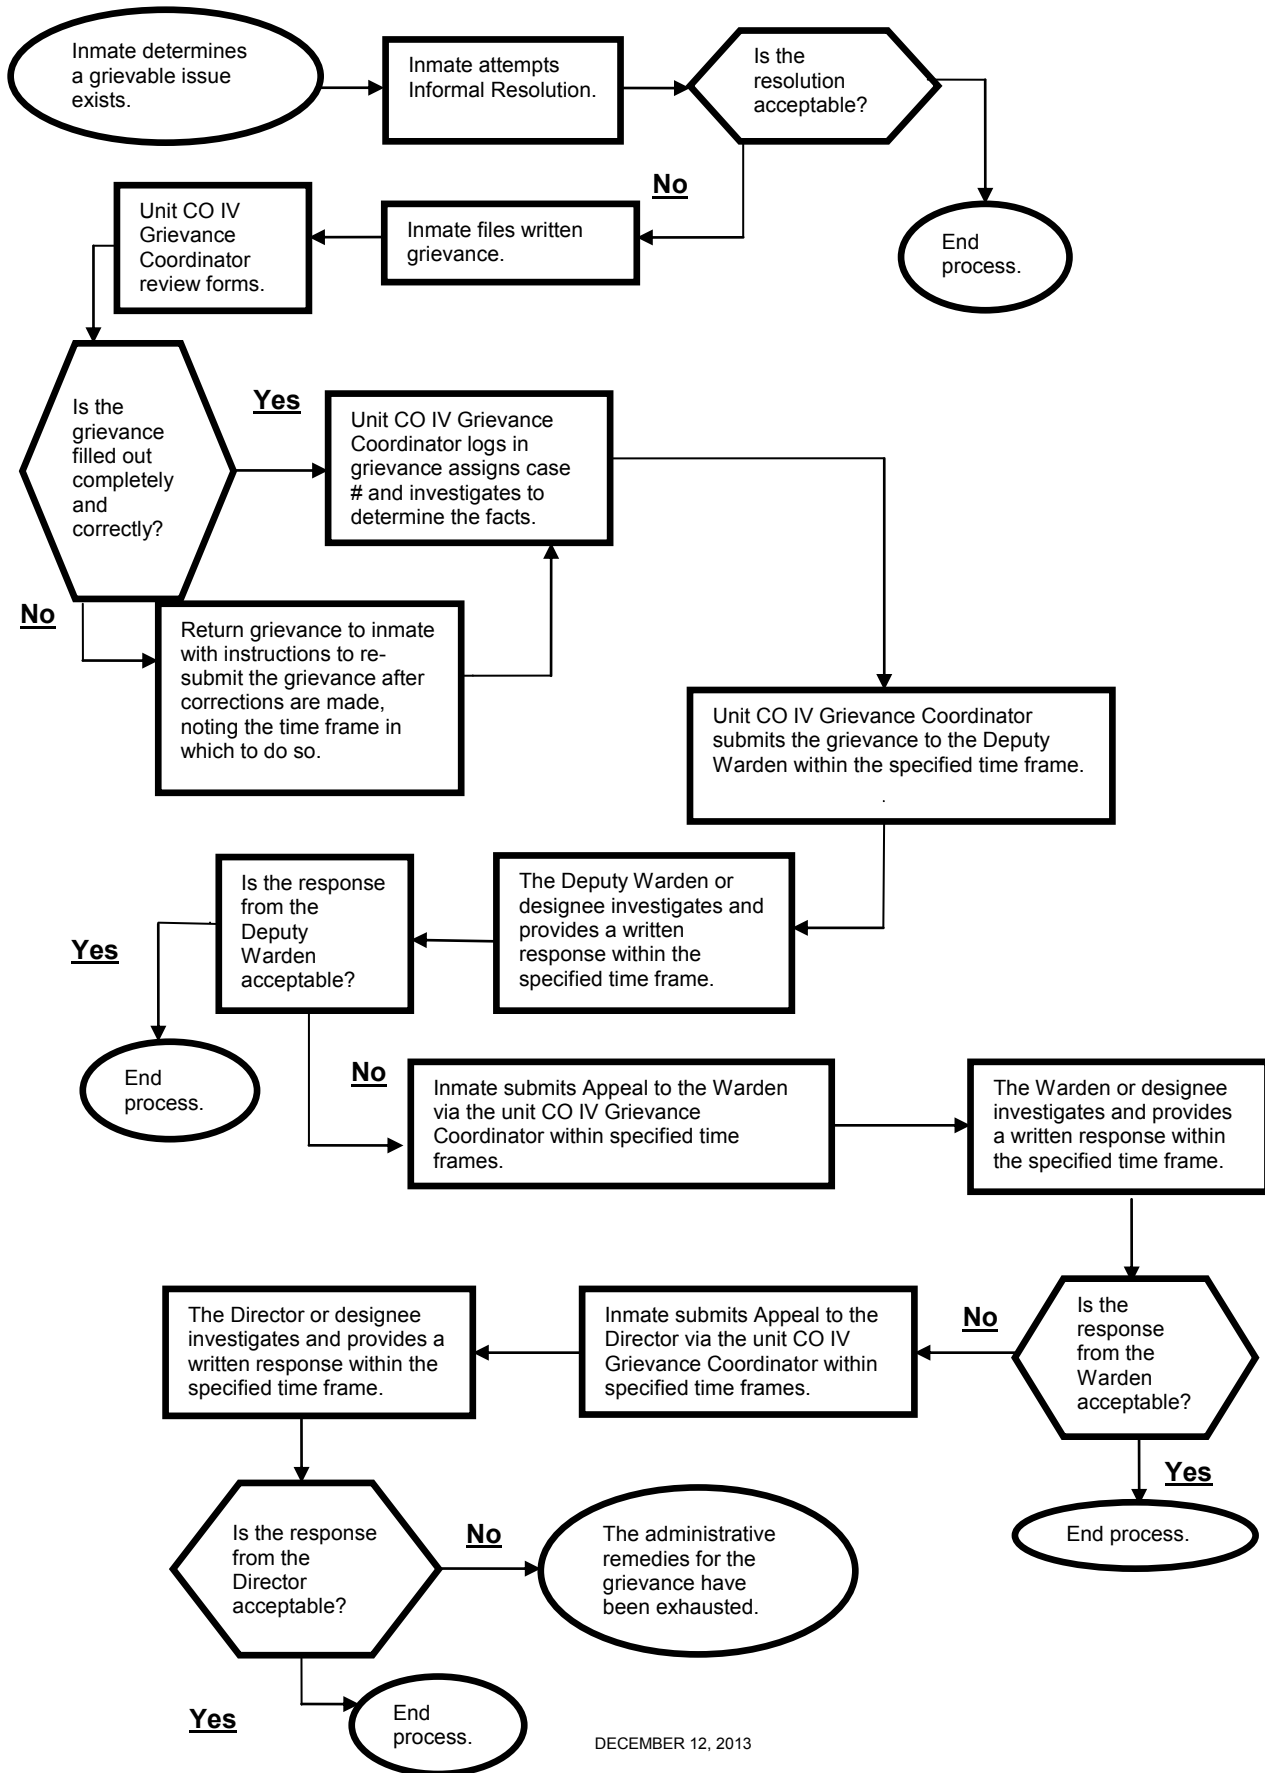 Inmate determines
a grievable issue
exists.
Inmate attempts
Informal Resolution.
Is the
resolution
acceptable?
No
End
process.
Inmate files written
grievance.
Unit CO IV
Grievance
Coordinator
review forms.
Is the
grievance
filled out
completely
and
correctly?
Yes
Unit CO IV Grievance
Coordinator logs in
grievance assigns case
# and investigates to
determine the facts.
No
Return grievance to inmate
with instructions to re-
submit the grievance after
corrections are made,
noting the time frame in
which to do so.
Unit CO IV Grievance Coordinator
submits the grievance to the Deputy
Warden within the specified time frame.
.
The Deputy Warden or
designee investigates and
provides a written
response within the
specified time frame.
Is the response
from the
Deputy
Warden
acceptable?
Yes
End
process.
No
Inmate submits Appeal to the Warden
via the unit CO IV Grievance
Coordinator within specified time
frames.
The Warden or designee
investigates and provides
a written response within
the specified time frame.
Is the
response
from the
Warden
acceptable?
Yes
End process.
No
Inmate submits Appeal to the
Director via the unit CO IV
Grievance Coordinator within
specified time frames.
The Director or designee
investigates and provides a
written response within the
specified time frame.
Is the response
from the
Director
acceptable?
No
The administrative
remedies for the
grievance have
been exhausted.
Yes
End
process.
DECEMBER 12, 2013